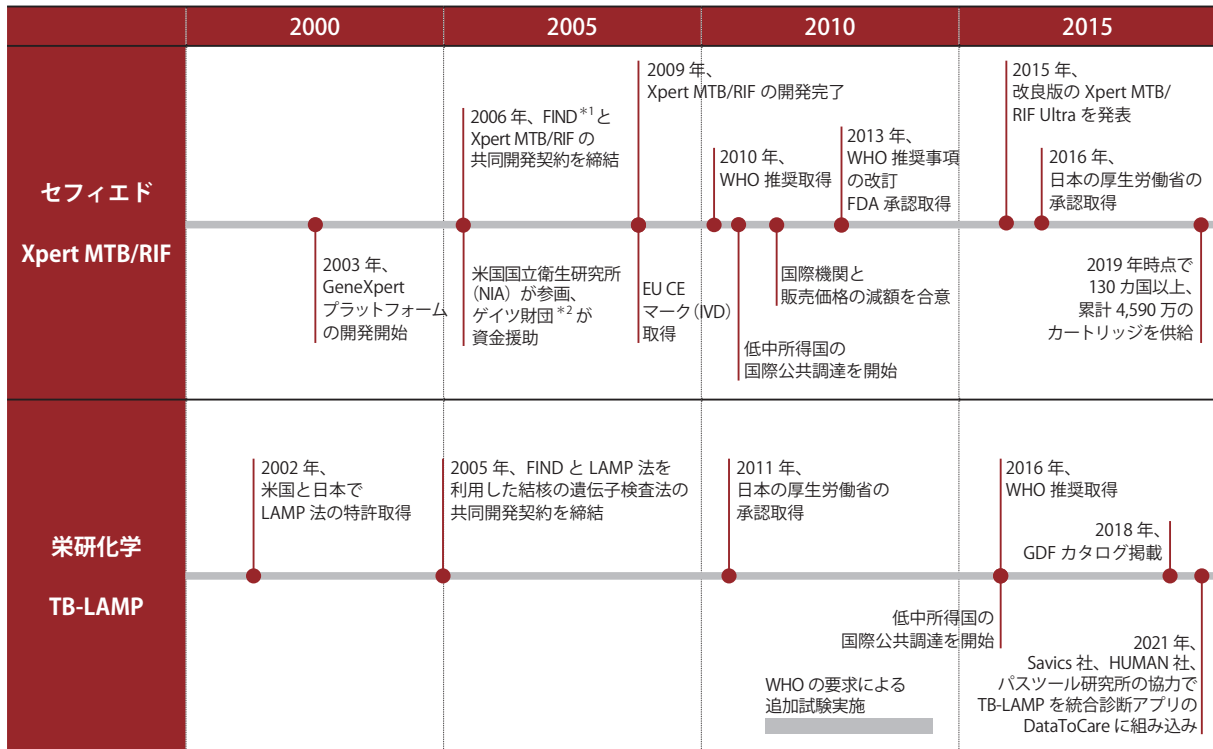 2000
2005
2010
2015
セフィエド
Xpert MTB/RIF
2003 年、
GeneXpert
プラットフォーム
の開発開始
2006 年、FIND*1と
Xpert MTB/RIF の
共同開発契約を締結
米国国立衛生研究所
(NIA）が参画、
ゲイツ財団*2が
資金援助
2009 年、
Xpert MTB/RIF の開発完了
EU CE
マーク(IVD)
取得
2010 年、
WHO 推奨取得
低中所得国の
国際公共調達を開始
国際機関と
販売価格の減額を合意
2013 年、
WHO 推奨事項
の改訂
FDA 承認取得
2015 年、
改良版の Xpert MTB/
RIF Ultra を発表
2016 年、
日本の厚生労働省の
承認取得
2019 年時点で
130 カ国以上、
累計 4,590 万の
カートリッジを供給
栄研化学
TB-LAMP
2002 年、
米国と日本で
LAMP 法の特許取得
2005 年、FIND と LAMP 法を
利用した結核の遺伝子検査法の
共同開発契約を締結
2011 年、
日本の厚生労働省の
承認取得
WHO の要求による
追加試験実施
2016 年、
WHO 推奨取得
低中所得国の
国際公共調達を開始
2018 年、
GDF カタログ掲載
2021 年、
Savics 社、HUMAN 社、
パスツール研究所の協力で
TB-LAMP を統合診断アプリの
DataToCare に組み込み